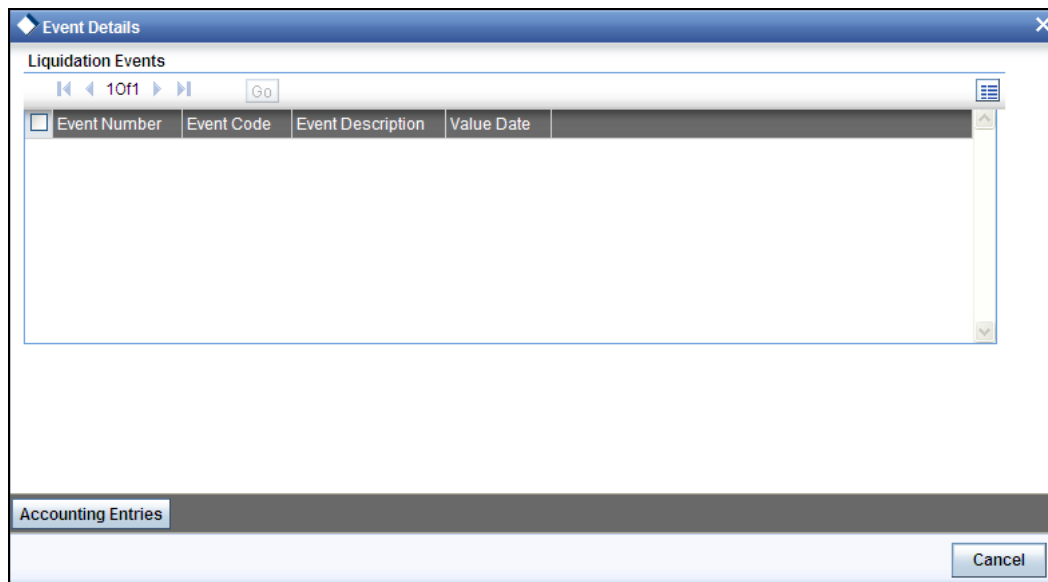 Event Details
Liquidation Events
1Of1 Go
Event Number Event Code Event Description Value Date
Accounting Entries
Cancel